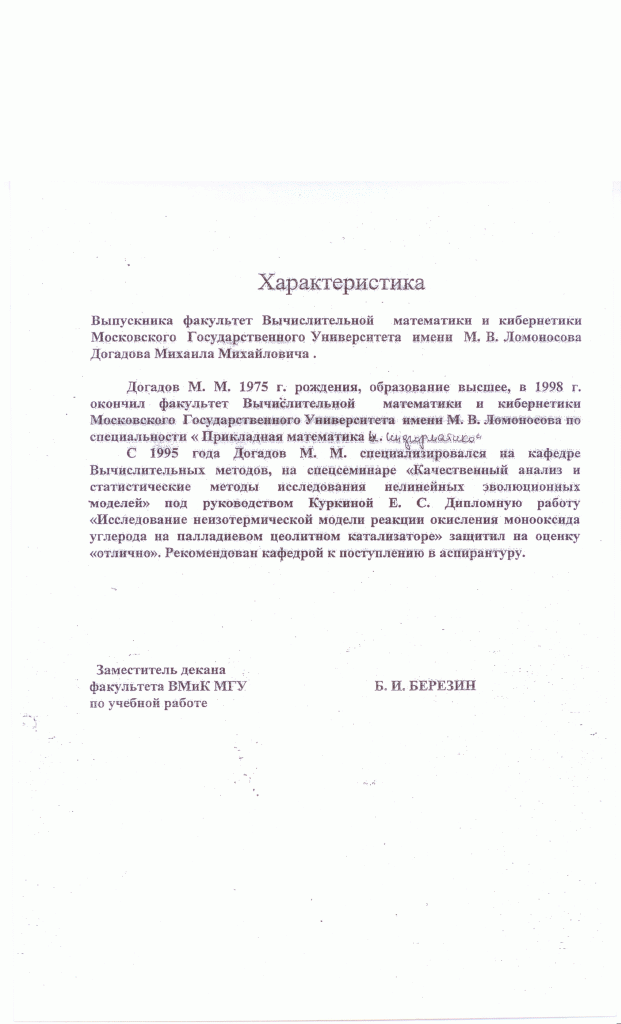 Характеристика
Выпускника факультет Вычислительной математики и кибернетики
Московского Государственного Университета имени М. В. Ломоносова
Догадова Михаила Михайловича .
Догадов М. М. 1975 г. рождения, образование высшее, в 1998 г.
окончил факультет Вычислительной математики и кибернетики
Московского Государственного Университета имени М. В. Ломоносова по
специальности « Прикладная математика и информатика"
С 1995 года Догадов М. М. специализировался на кафедре
Вычислительных методов, на спецсеминаре «Качественный анализ и
статистические методы исследования нелинейных эволюционных
моделей» под руководством Куркиной Е. С. Дипломную работу
«Исследование неизотермической модели реакции окисления монооксида
углерода на палладиевом цеолитном катализаторе» защитил на оценку
«отлично». Рекомендован кафедрой к поступлению в аспирантуру.
Заместитель декана
факультета ВМиК МГУ Б. И. БЕРЕЗИН
по учебной работе